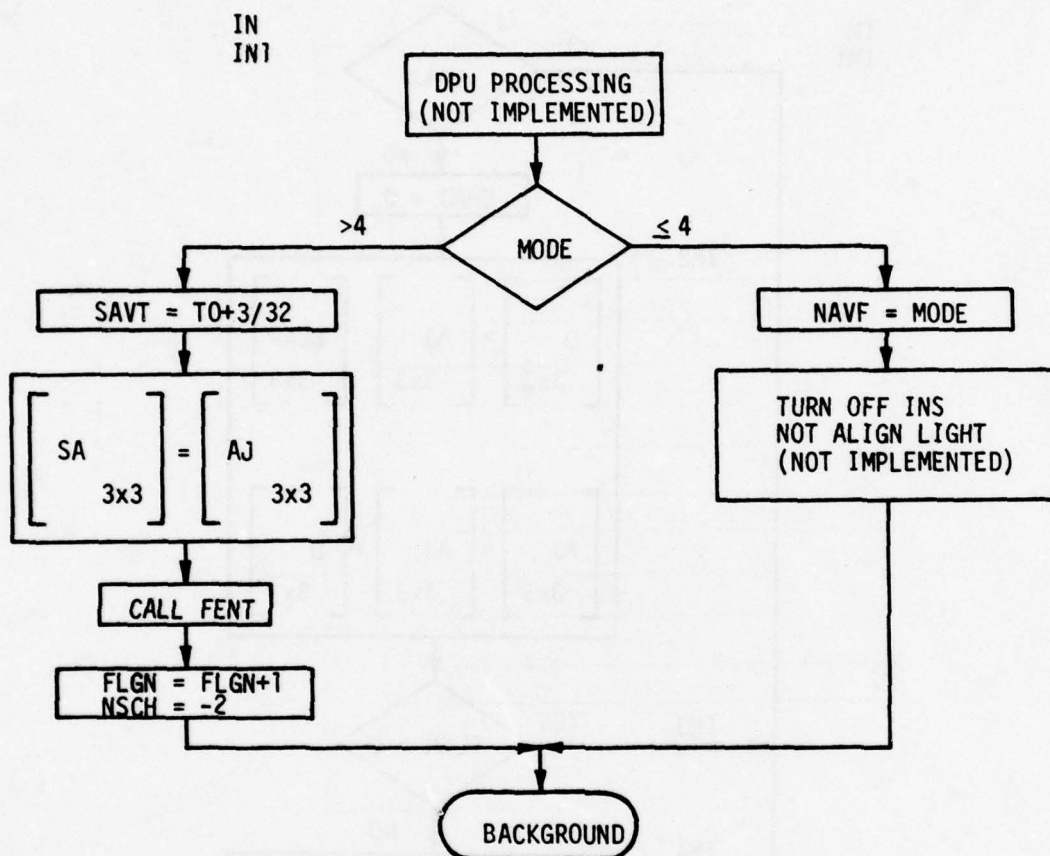 IN
IN1
DPU PROCESSING
(NOT IMPLEMENTED)
>4
MODE
≤ 4
SAVT = TO+3/32
NAVF = MODE
SA
3x3
=
AJ
3x3
TURN OFF INS
NOT ALIGN LIGHT
(NOT IMPLEMENTED)
CALL FENT
FLGN = FLGN+1
NSCH = -2
BACKGROUND